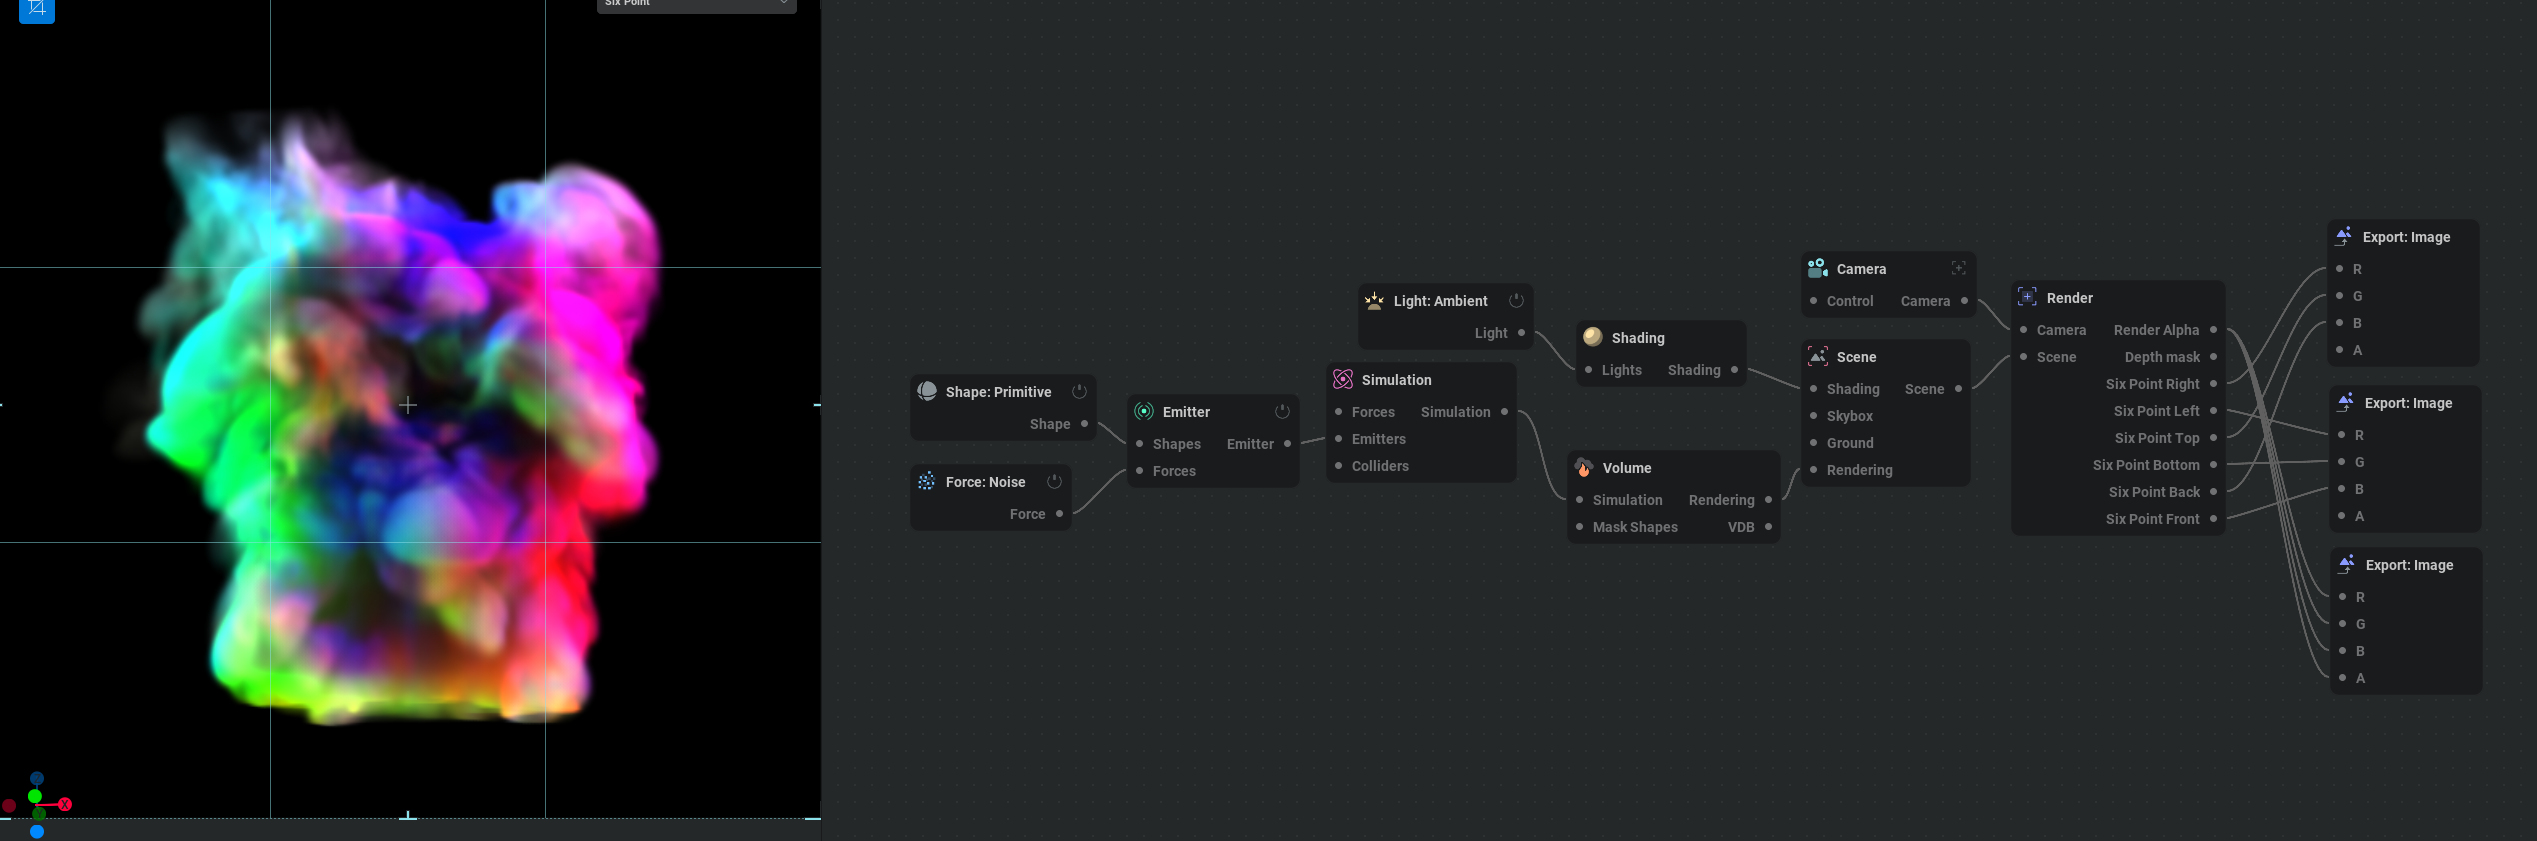 Six Point
X
Shape: Primitive
Shape
Force: Noise
Force
Emitter
Shapes Emitter
Forces
Light: Ambient
Light
Simulation
Forces Simulation
Emitters
Colliders
Shading
Lights Shading
Volume
Simulation Rendering
Mask Shapes VDB
Camera
Control Camera
Scene
Shading Scene
Skybox
Ground
Rendering
Render
Camera Render Alpha
Scene Depth mask
Six Point Right
Six Point Left
Six Point Top
Six Point Bottom
Six Point Back
Six Point Front
Export: Image
R
G
B
A
Export: Image
R
G
B
A
Export: Image
R
G
B
A